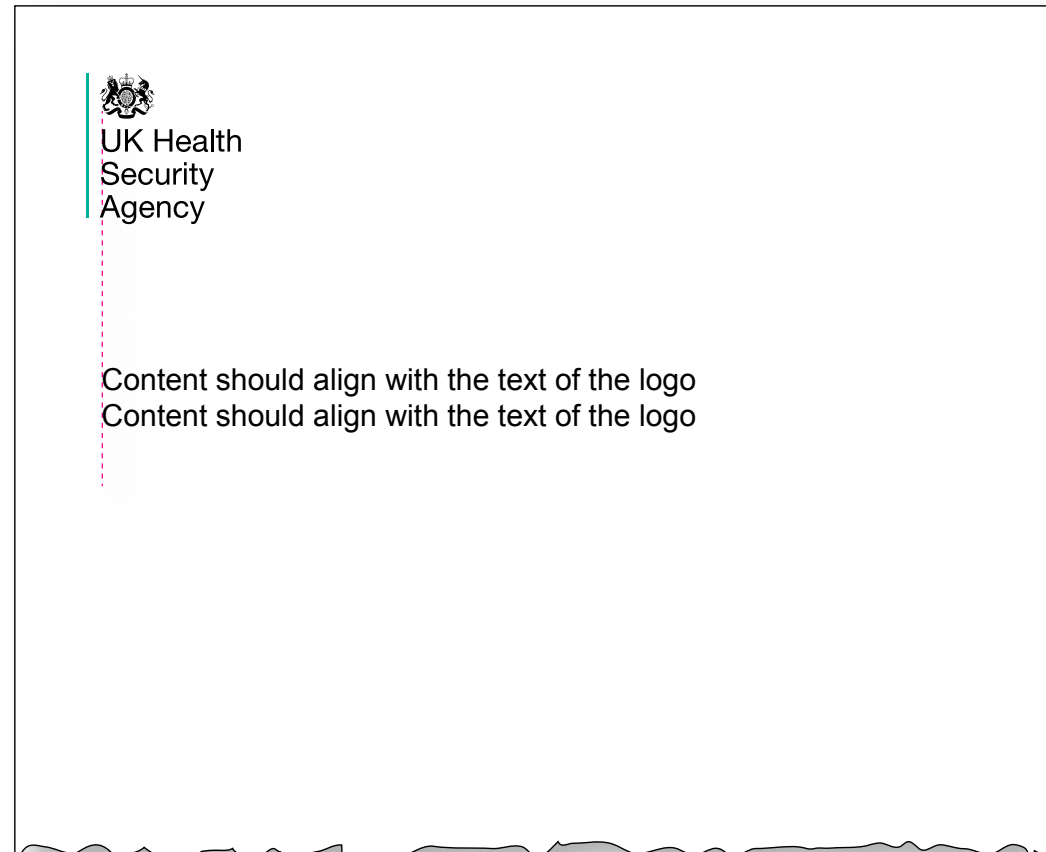 UK Health
Security
Agency
Content should align with the text of the logo
Content should align with the text of the logo